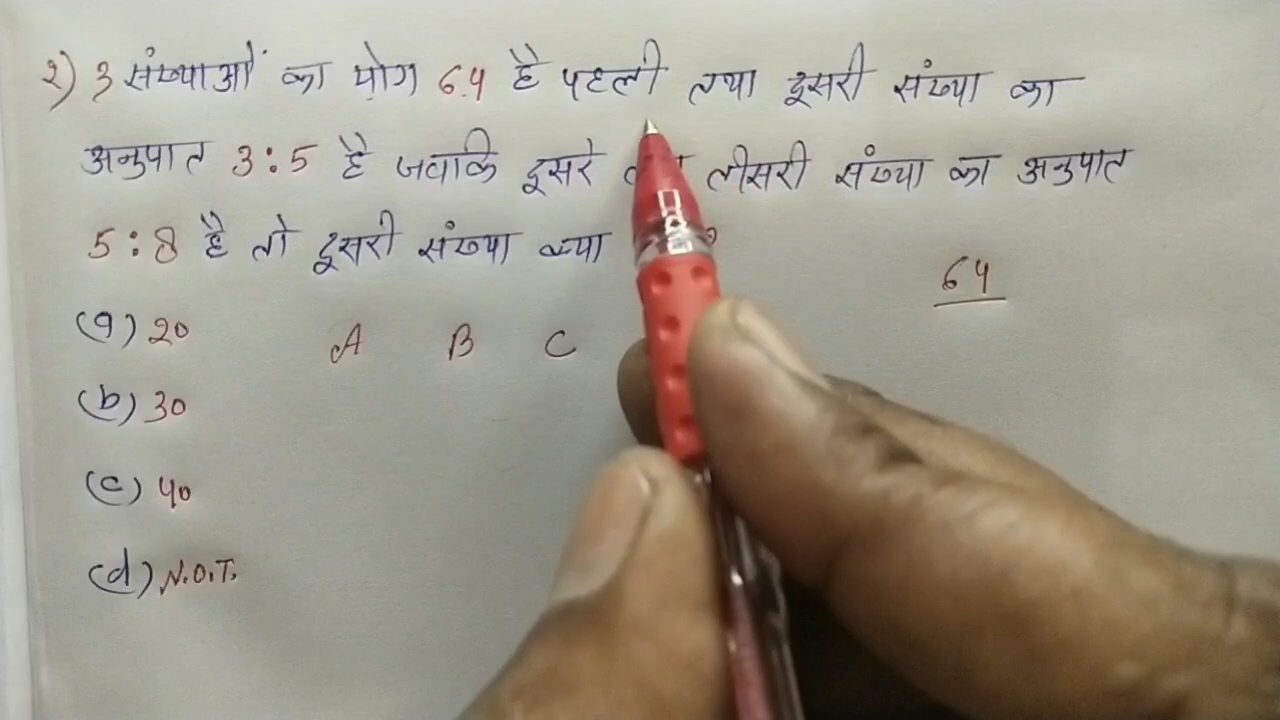 २) 3 संख्याओं का योग 64 है पहली तथा दूसरी संख्या का
अनुपात 3:5 है जबकि दूसरे तीसरी संख्या का अनुपात
5:8 है तो दूसरी संख्या क्या ?
64
(a) 20
A B C
(b) 30
(c) 40
(d) N.O.T.